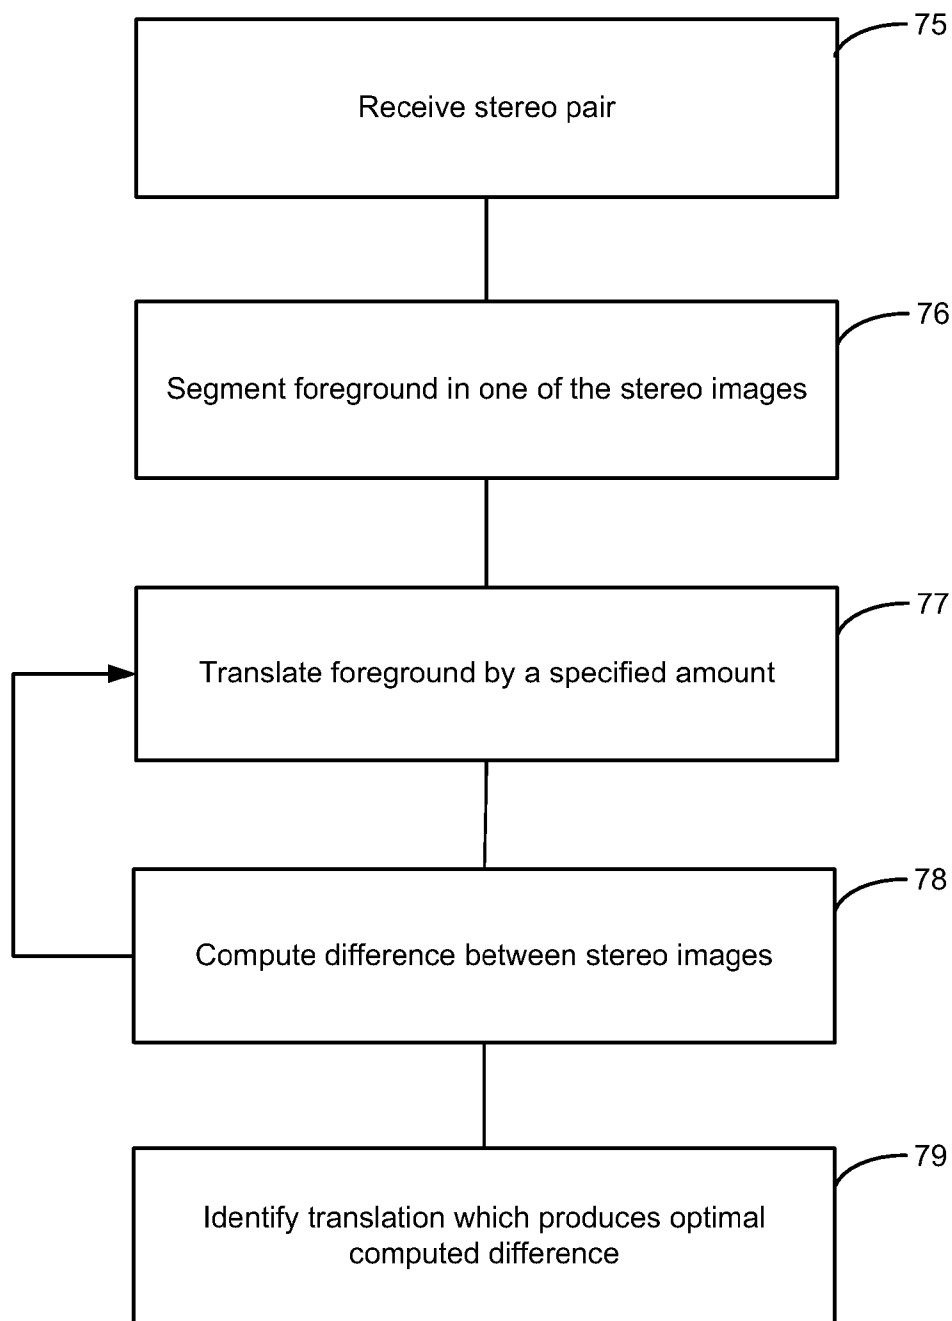 75
Receive stereo pair
76
Segment foreground in one of the stereo images
77
Translate foreground by a specified amount
78
Compute difference between stereo images
79
Identify translation which produces optimal
computed difference